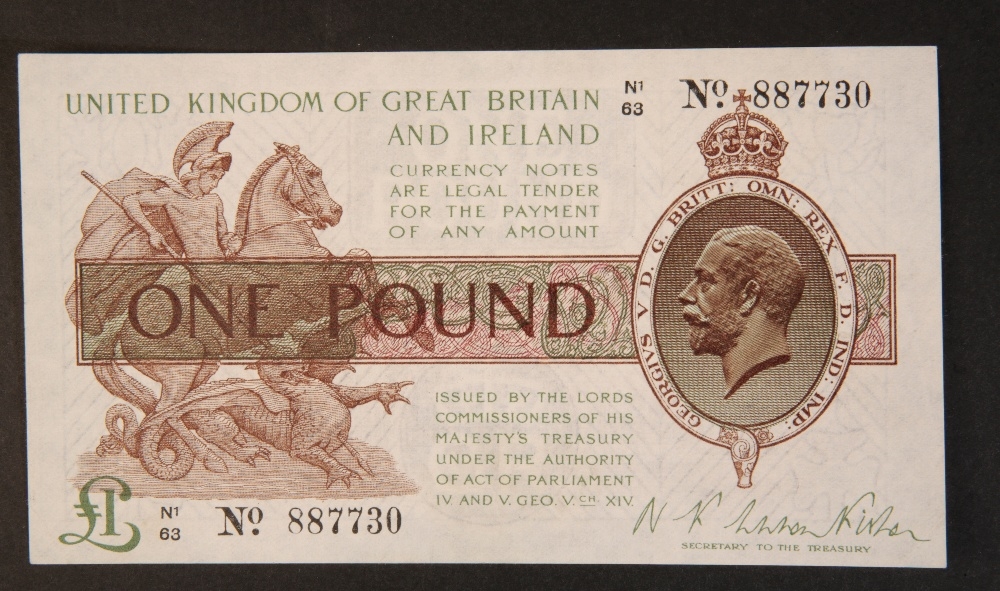 UNITED KINGDOM OF GREAT BRITAIN
AND IRELAND
N1
63
No. 887730
CURRENCY NOTES
ARE LEGAL TENDER
FOR THE PAYMENT
OF ANY AMOUNT
GEORGIVS V D. G. BRITT: OMN: REX F. D. IND: IMP:
ONE POUND
ISSUED BY THE LORDS
COMMISSIONERS OF HIS
MAJESTY'S TREASURY
UNDER THE AUTHORITY
OF ACT OF PARLIAMENT
IV. AND V. GEO. V. CH. XIV.
£1
N1
63
No. 887730
SECRETARY TO THE TREASURY